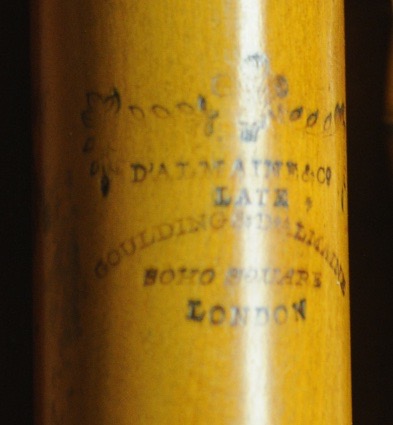 D'ALMAINE & Cº
LATE
GOULDING & D'ALMAINE
SOHO SQUARE
LONDON